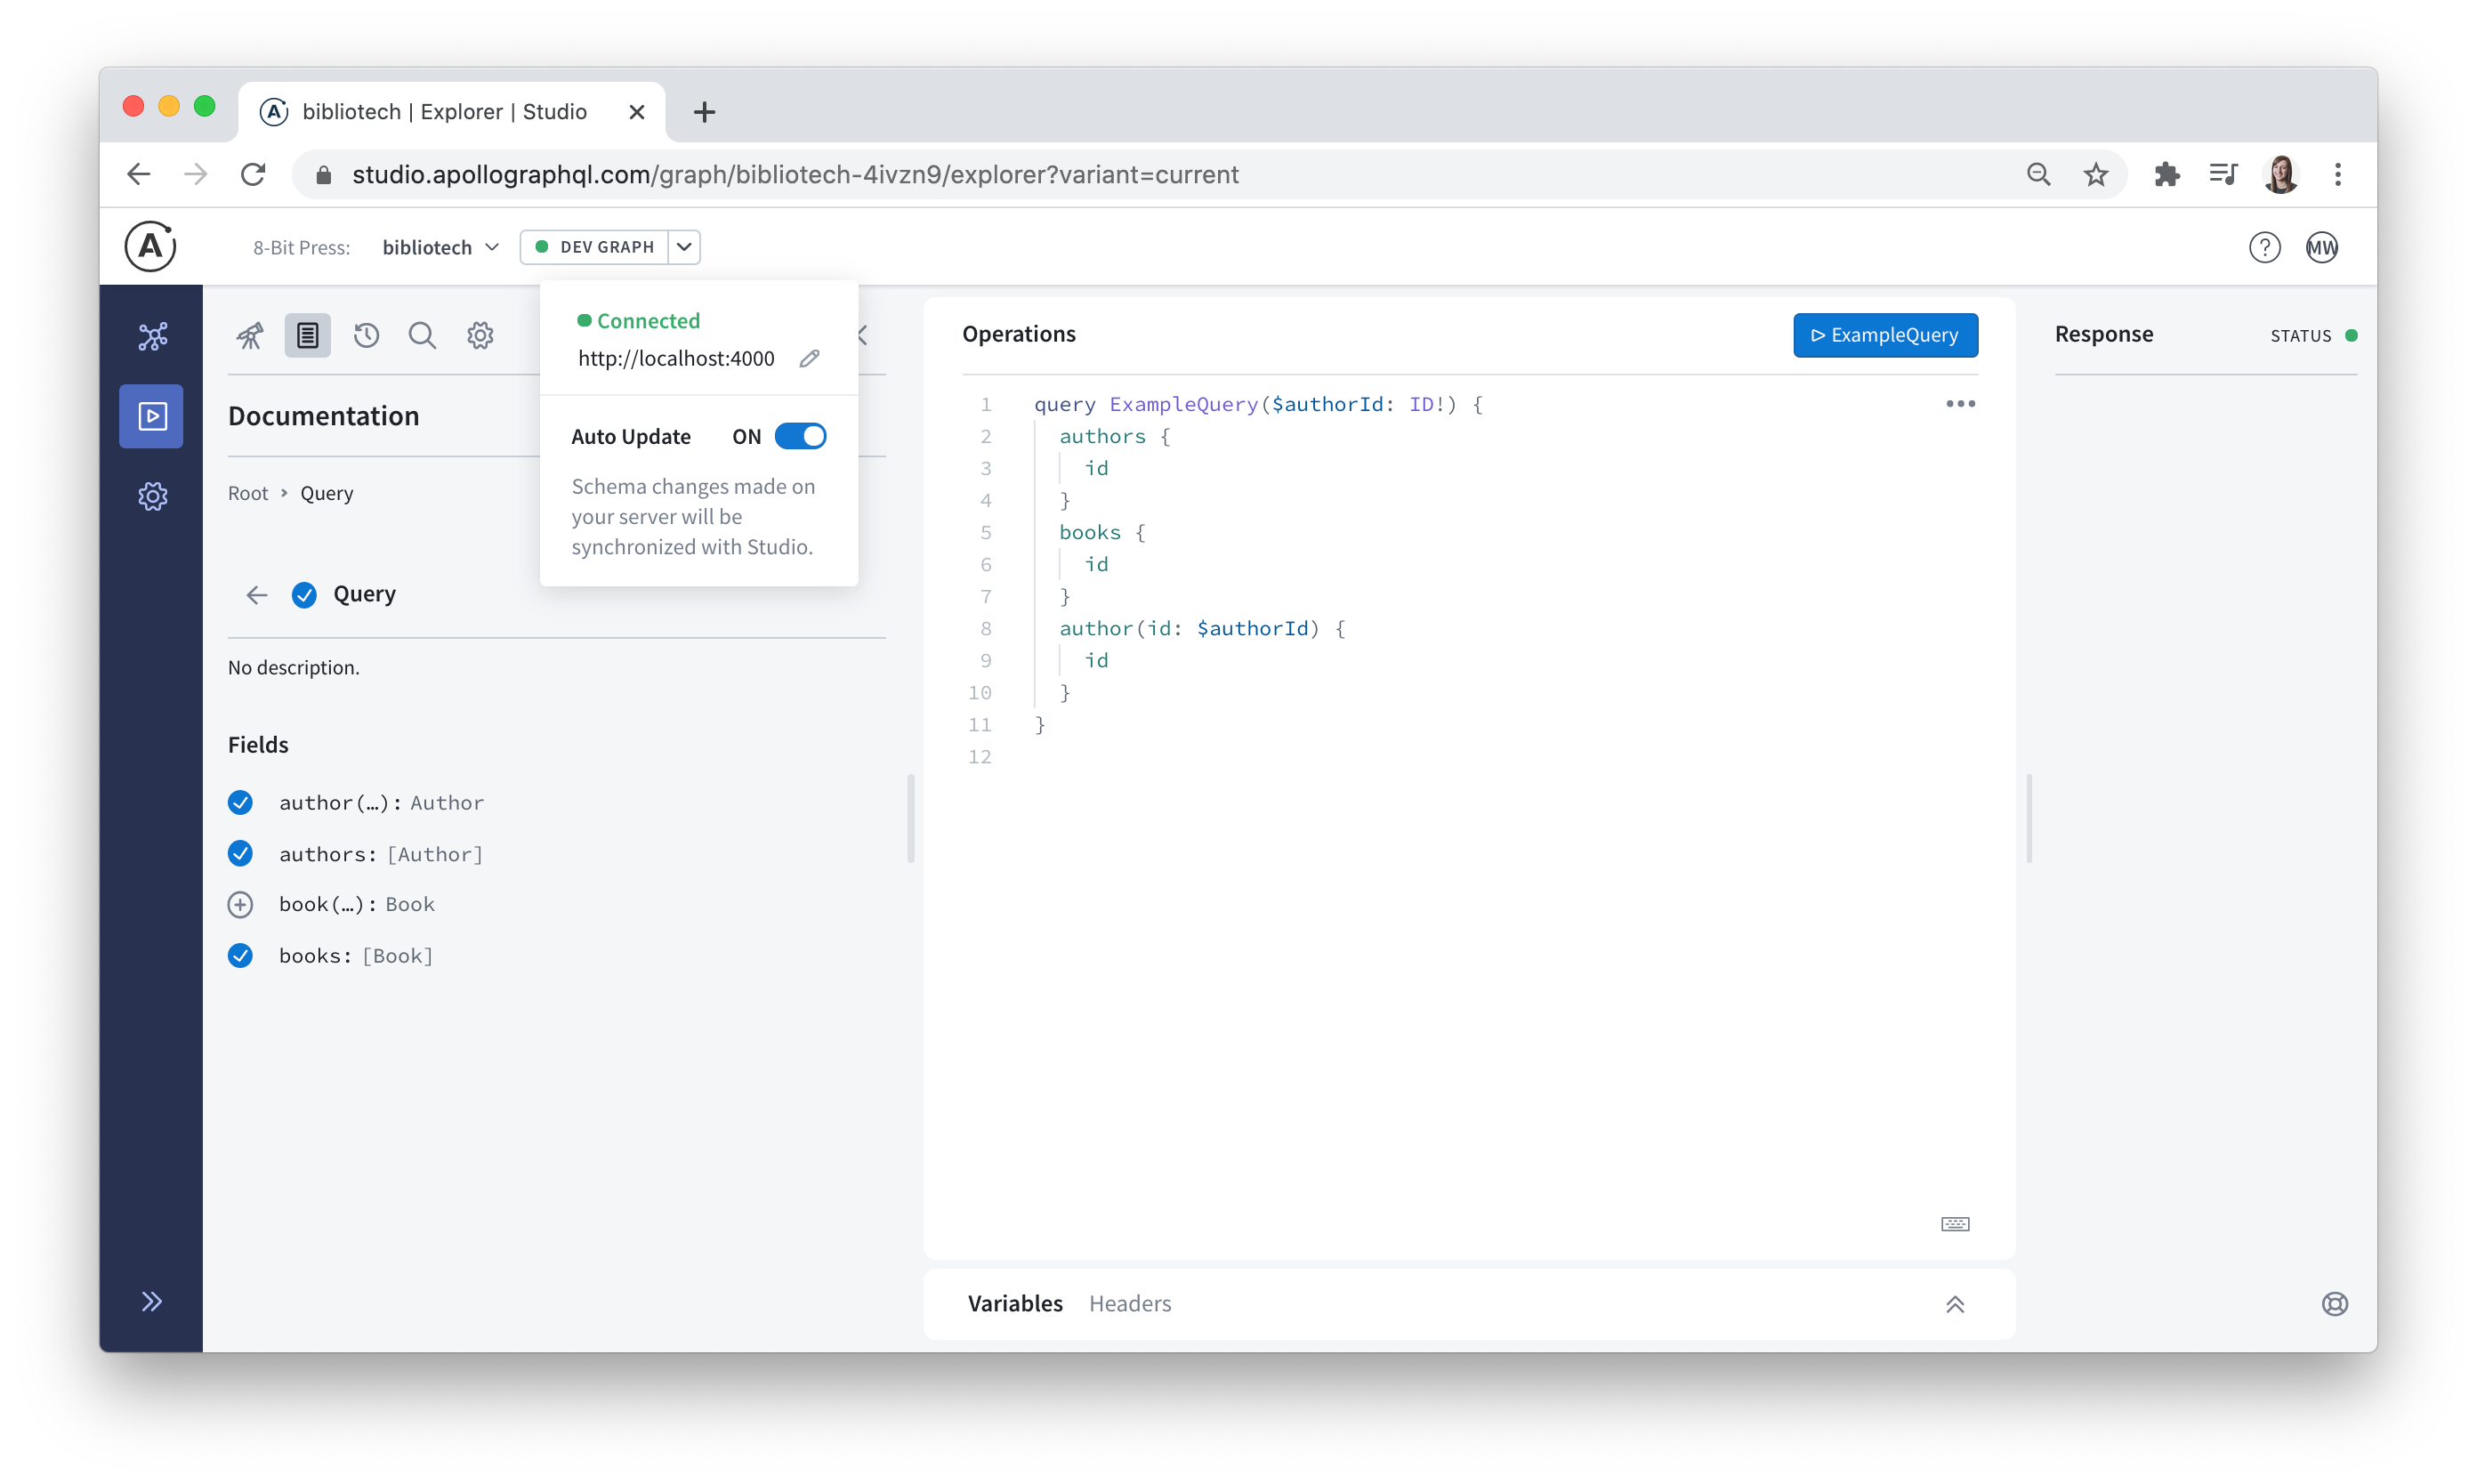 bibliotech | Explorer | Studio
studio.apollographql.com/graph/bibliotech-4ivzn9/explorer?variant=current
A
8-Bit Press:
bibliotech
DEV GRAPH
?
MW
Connected
http://localhost:4000
Auto Update
ON
Schema changes made on
your server will be
synchronized with Studio.
Documentation
Root › Query
Query
No description.
Fields
author(…): Author
authors: [Author]
book(…): Book
books: [Book]
Operations
ExampleQuery
1 query ExampleQuery($authorId: ID!) {
2 authors {
3 id
4 }
5 books {
6 id
7 }
8 author(id: $authorId) {
9 id
10 }
11 }
12
Variables
Headers
Response
STATUS